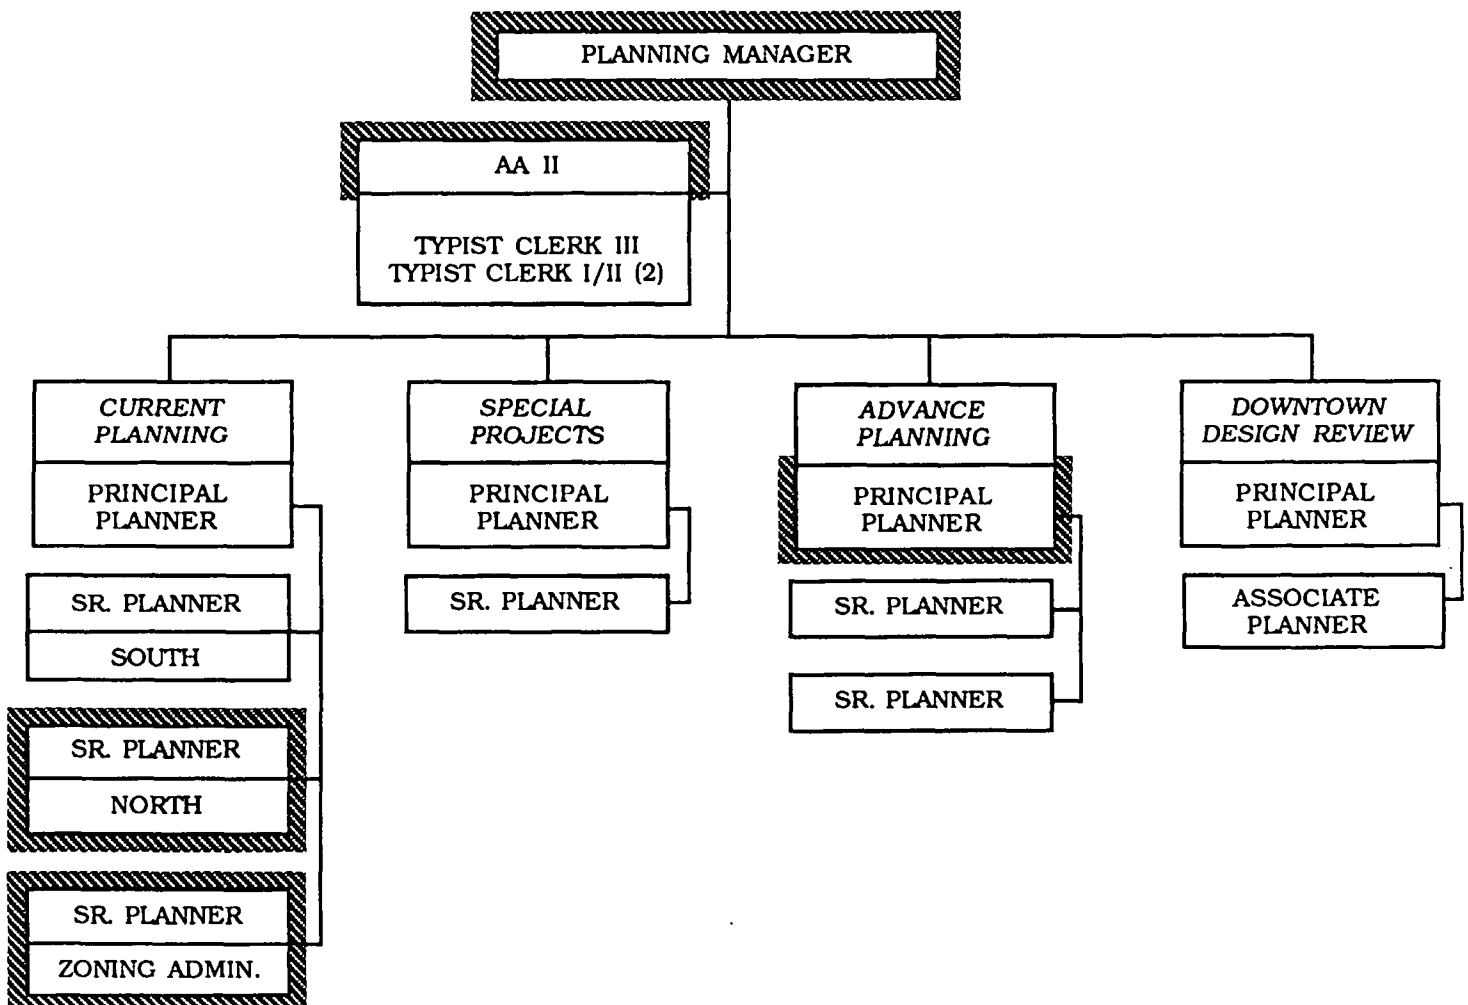 PLANNING MANAGER
AA II
TYPIST CLERK III
TYPIST CLERK I/II (2)
CURRENT
PLANNING
PRINCIPAL
PLANNER
SR. PLANNER
SOUTH
SR. PLANNER
NORTH
SR. PLANNER
ZONING ADMIN.
SPECIAL
PROJECTS
PRINCIPAL
PLANNER
SR. PLANNER
ADVANCE
PLANNING
PRINCIPAL
PLANNER
SR. PLANNER
SR. PLANNER
DOWNTOWN
DESIGN REVIEW
PRINCIPAL
PLANNER
ASSOCIATE
PLANNER